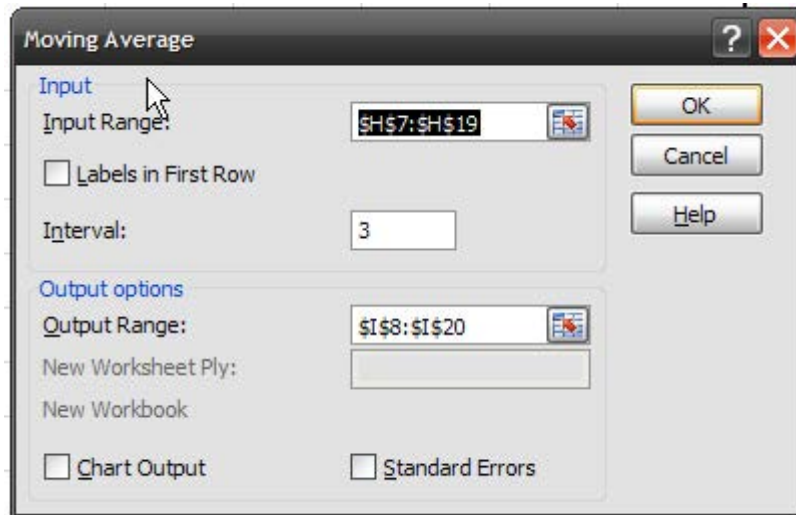 Moving Average
?
Input
Input Range: $H$7:$H$19
OK
Labels in First Row
Cancel
Interval: 3
Help
Output options
Output Range: $I$8:$I$20
New Worksheet Ply:
New Workbook
Chart Output Standard Errors